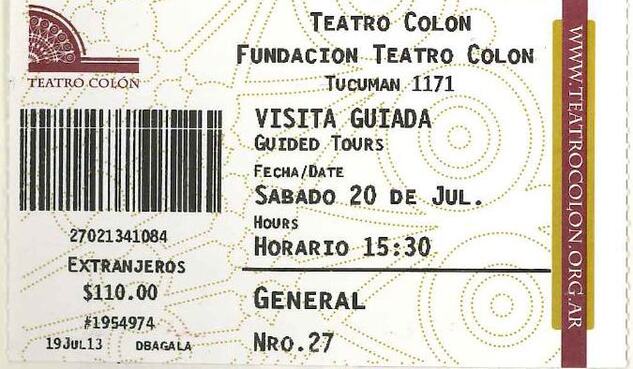 TEATRO COLÓN
27021341084
EXTRANJEROS
$110.00
#1954974
19JUL13 DBAGALA
TEATRO COLON
FUNDACION TEATRO COLON
TUCUMAN 1171
VISITA GUIADA
GUIDED TOURS
FECHA/DATE
SABADO 20 DE JUL.
HOURS
HORARIO 15:30
GENERAL
NRO.27
WWW.TEATROCOLON.ORG.AR